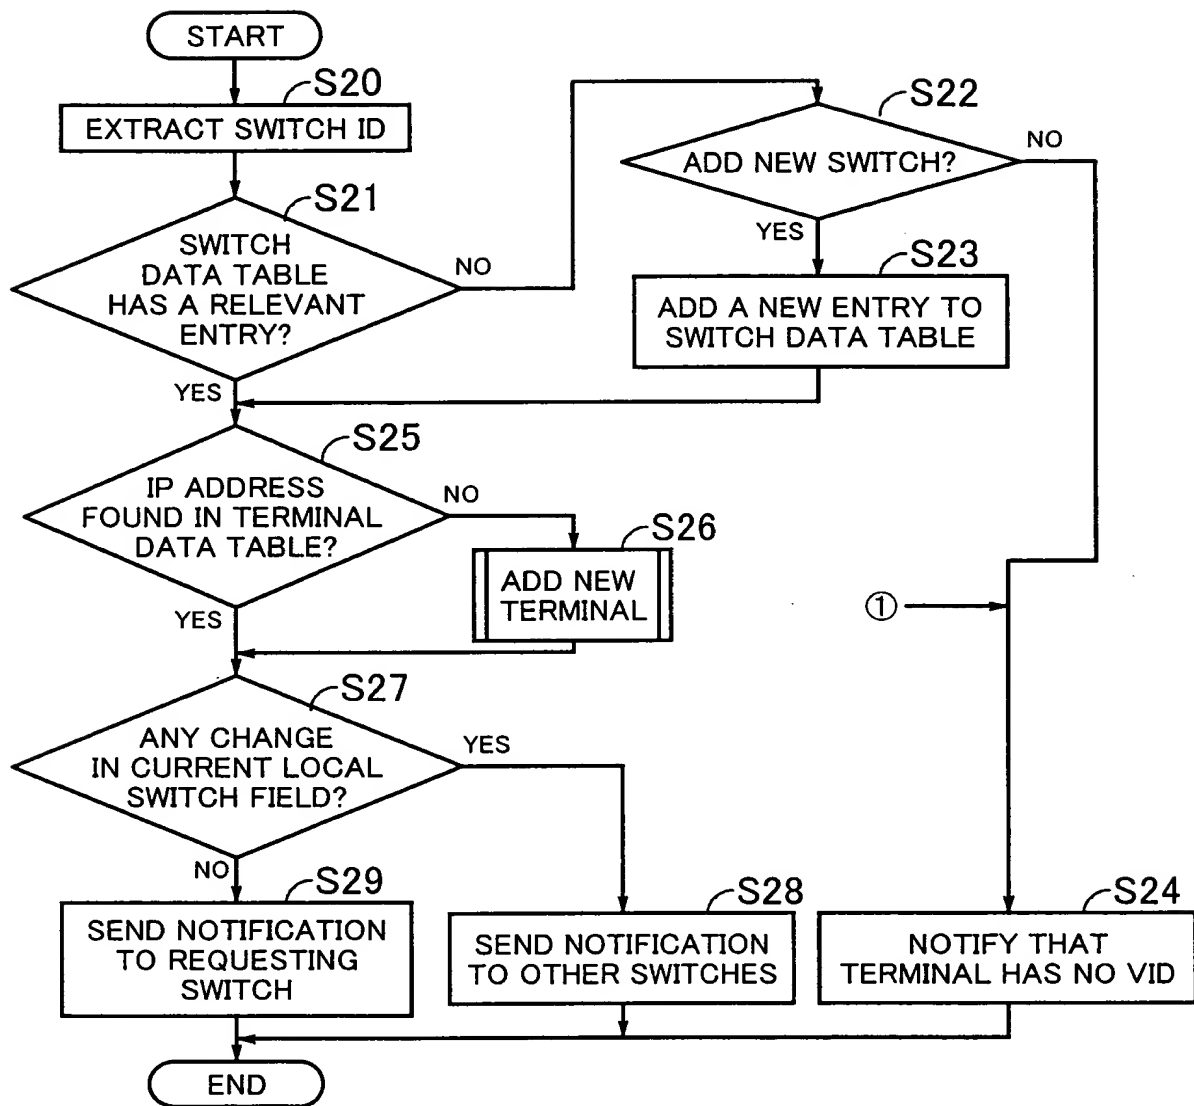 START
S20
EXTRACT SWITCH ID
S21
SWITCH
DATA TABLE
HAS A RELEVANT
ENTRY?
NO
YES
S22
ADD NEW SWITCH?
NO
YES
S23
ADD A NEW ENTRY TO
SWITCH DATA TABLE
S25
IP ADDRESS
FOUND IN TERMINAL
DATA TABLE?
NO
YES
S26
ADD NEW
TERMINAL
①
S27
ANY CHANGE
IN CURRENT LOCAL
SWITCH FIELD?
YES
NO
S29
SEND NOTIFICATION
TO REQUESTING
SWITCH
S28
SEND NOTIFICATION
TO OTHER SWITCHES
S24
NOTIFY THAT
TERMINAL HAS NO VID
END